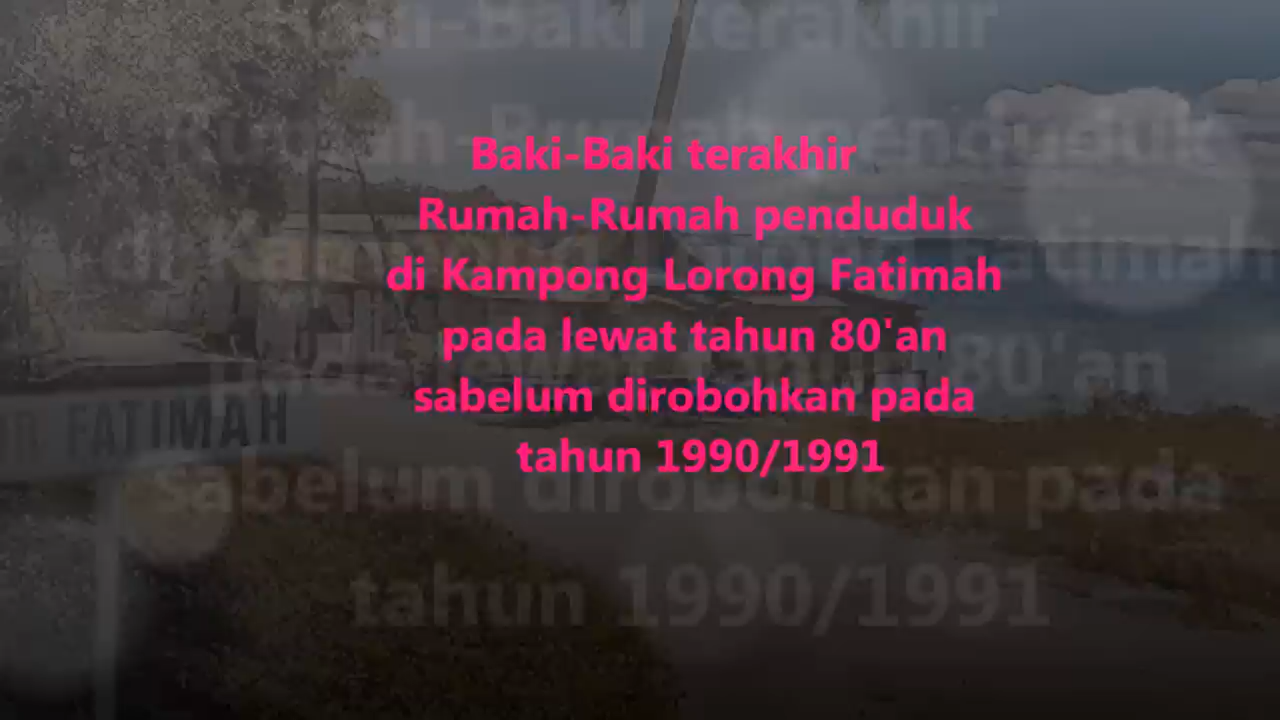 Baki-Baki terakhir
Rumah-Rumah penduduk
di Kampong Lorong Fatimah
pada lewat tahun 80'an
sabelum dirobohkan pada
tahun 1990/1991
FATIMAH